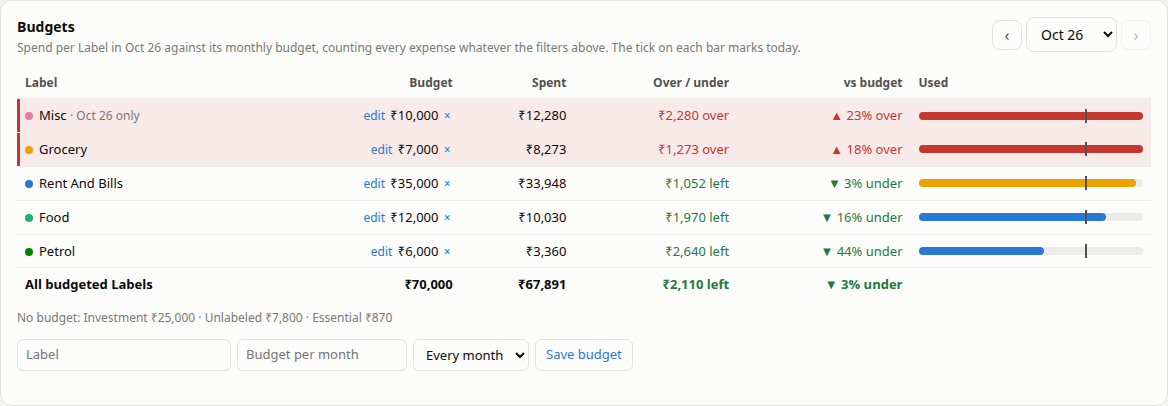 Budgets
Spend per Label in Oct 26 against its monthly budget, counting every expense whatever the filters above. The tick on each bar marks today.
‹ Oct 26 ›
Label Budget Spent Over / under vs budget Used
Misc · Oct 26 only edit ₹10,000 × ₹12,280 ₹2,280 over ▲ 23% over
Grocery edit ₹7,000 × ₹8,273 ₹1,273 over ▲ 18% over
Rent And Bills edit ₹35,000 × ₹33,948 ₹1,052 left ▼ 3% under
Food edit ₹12,000 × ₹10,030 ₹1,970 left ▼ 16% under
Petrol edit ₹6,000 × ₹3,360 ₹2,640 left ▼ 44% under
All budgeted Labels ₹70,000 ₹67,891 ₹2,110 left ▼ 3% under
No budget: Investment ₹25,000 · Unlabeled ₹7,800 · Essential ₹870
Label Budget per month Every month Save budget